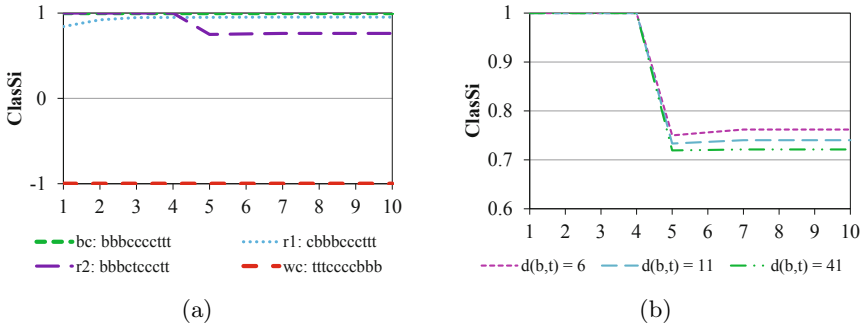 1
0
-1
ClasSi
1 2 3 4 5 6 7 8 9 10
bc: bbbccccttt
r1: cbbbcccttt
r2: bbbctccctt
wc: tttccccbbb
(a)
1
0.9
0.8
0.7
0.6
ClasSi
1 2 3 4 5 6 7 8 9 10
d(b,t) = 6
d(b,t) = 11
d(b,t) = 41
(b)